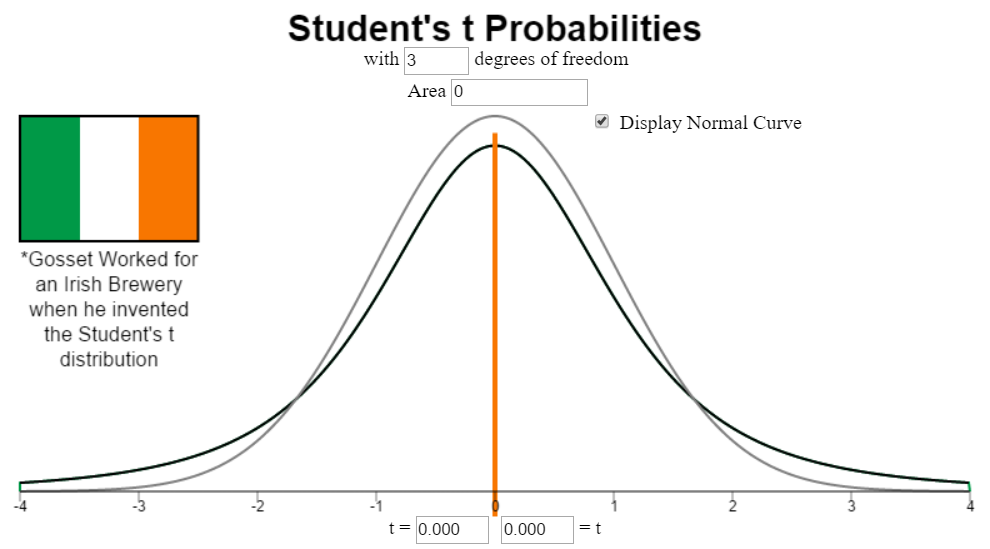 Student's t Probabilities
with 3 degrees of freedom
Area 0
Display Normal Curve
*Gosset Worked for
an Irish Brewery
when he invented
the Student's t
distribution
-4 -3 -2 -1 0 1 2 3 4
t = 0.000 0.000 = t